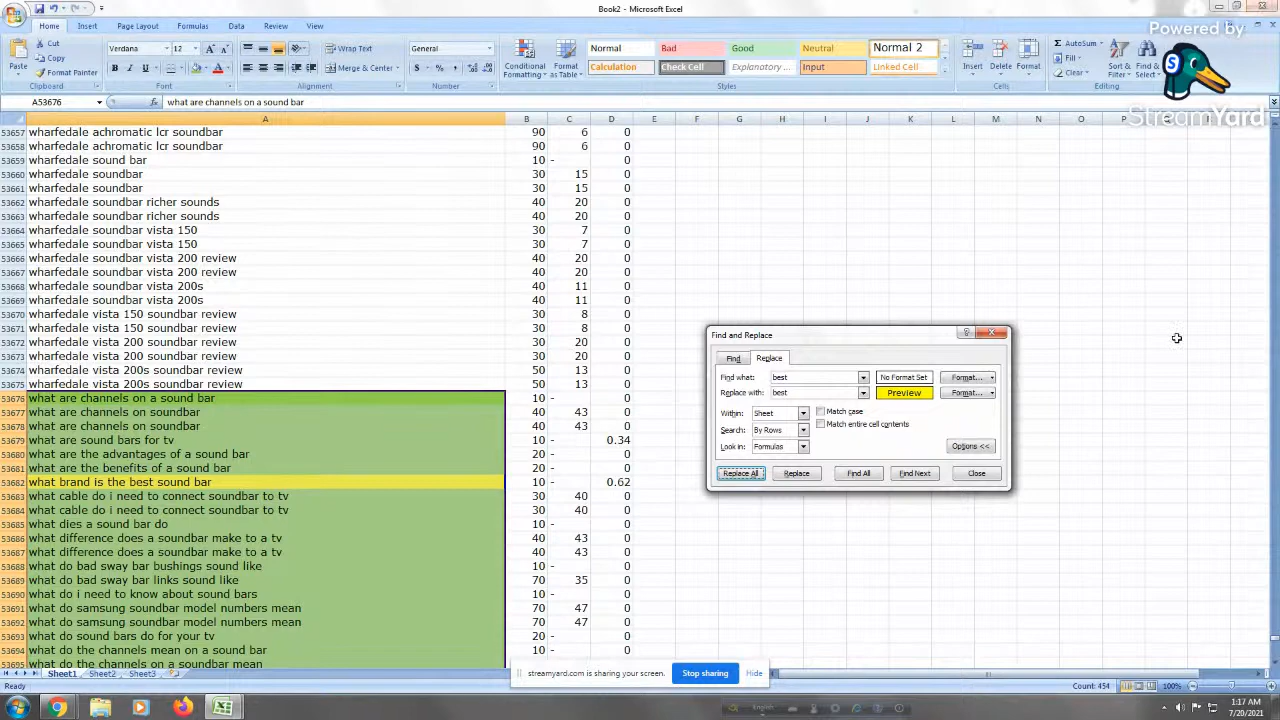 Book2 - Microsoft Excel
Home Insert Page Layout Formulas Data Review View
Powered by
StreamYard
Paste Cut Copy Format Painter Clipboard
Verdana 12 Font
Wrap Text Merge & Center Alignment
General Number
Conditional Formatting Format as Table
Normal Bad Good Neutral Normal 2
Calculation Check Cell Explanatory ... Input Linked Cell
Styles
Insert Delete Format Cells
AutoSum Fill Clear Sort & Filter Find & Select Editing
A53676 what are channels on a sound bar
A B C D E F G H I J K L M N O P
53657 wharfedale achromatic lcr soundbar 90 6 0
53658 wharfedale achromatic lcr soundbar 90 6 0
53659 wharfedale sound bar 10 - 0
53660 wharfedale soundbar 30 15 0
53661 wharfedale soundbar 30 15 0
53662 wharfedale soundbar richer sounds 40 20 0
53663 wharfedale soundbar richer sounds 40 20 0
53664 wharfedale soundbar vista 150 30 7 0
53665 wharfedale soundbar vista 150 30 7 0
53666 wharfedale soundbar vista 200 review 40 20 0
53667 wharfedale soundbar vista 200 review 40 20 0
53668 wharfedale soundbar vista 200s 40 11 0
53669 wharfedale soundbar vista 200s 40 11 0
53670 wharfedale vista 150 soundbar review 30 8 0
53671 wharfedale vista 150 soundbar review 30 8 0
53672 wharfedale vista 200 soundbar review 30 20 0
53673 wharfedale vista 200 soundbar review 30 20 0
53674 wharfedale vista 200s soundbar review 50 13 0
53675 wharfedale vista 200s soundbar review 50 13 0
53676 what are channels on a sound bar 10 - 0
53677 what are channels on soundbar 40 43 0
53678 what are channels on soundbar 40 43 0
53679 what are sound bars for tv 10 - 0.34
53680 what are the advantages of a sound bar 20 - 0
53681 what are the benefits of a sound bar 20 - 0
53682 what brand is the best sound bar 10 - 0.62
53683 what cable do i need to connect soundbar to tv 30 40 0
53684 what cable do i need to connect soundbar to tv 30 40 0
53685 what dies a sound bar do 10 - 0
53686 what difference does a soundbar make to a tv 40 43 0
53687 what difference does a soundbar make to a tv 40 43 0
53688 what do bad sway bar bushings sound like 10 - 0
53689 what do bad sway bar links sound like 70 35 0
53690 what do i need to know about sound bars 10 - 0
53691 what do samsung soundbar model numbers mean 70 47 0
53692 what do samsung soundbar model numbers mean 70 47 0
53693 what do sound bars do for your tv 20 - 0
53694 what do the channels mean on a sound bar 10 - 0
53695 what do the channels on a soundbar mean
Find and Replace
Find Replace
Find what: best No Format Set Format...
Replace with: best Preview Format...
Within: Sheet Match case
Search: By Rows Match entire cell contents
Look in: Formulas Options <<
Replace All Replace Find All Find Next Close
Sheet1 Sheet2 Sheet3
streamyard.com is sharing your screen. Stop sharing Hide
Ready Count: 454 100%
English
1:17 AM
7/20/2021